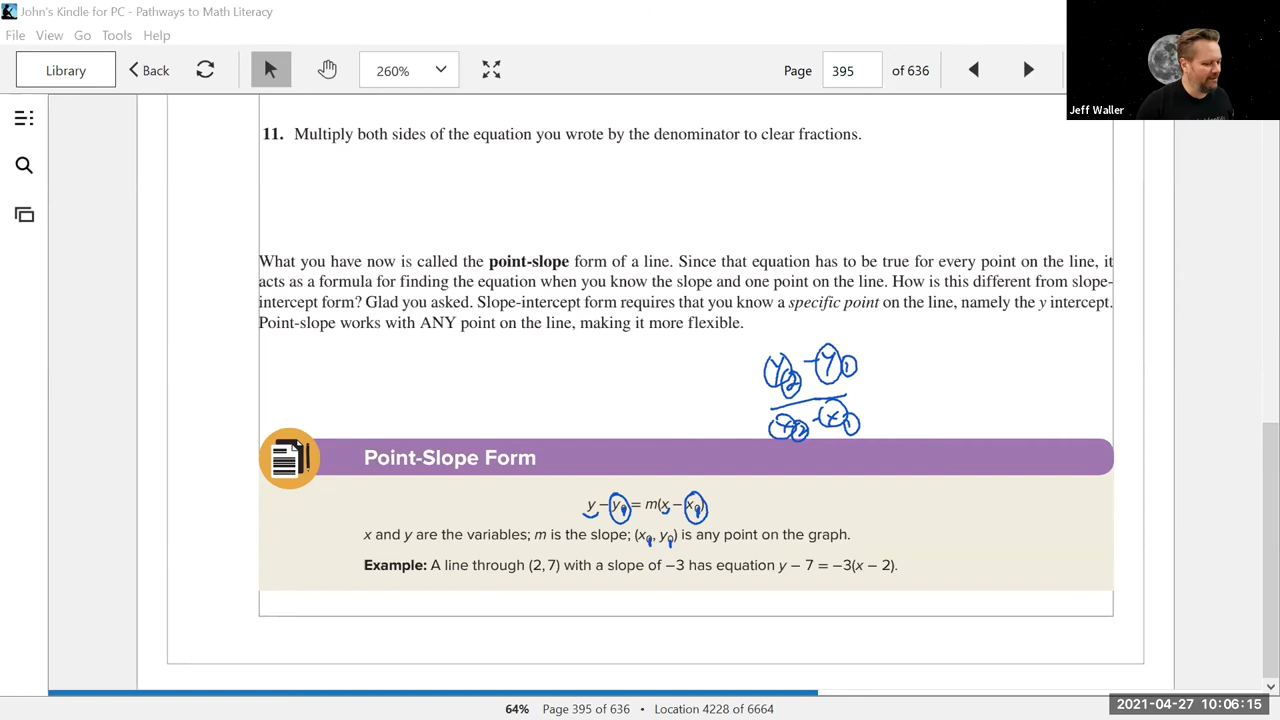 John's Kindle for PC - Pathways to Math Literacy
File View Go Tools Help
Library Back 260% Page 395 of 636
Jeff Waller
11. Multiply both sides of the equation you wrote by the denominator to clear fractions.
What you have now is called the point-slope form of a line. Since that equation has to be true for every point on the line, it
acts as a formula for finding the equation when you know the slope and one point on the line. How is this different from slope-
intercept form? Glad you asked. Slope-intercept form requires that you know a specific point on the line, namely the y intercept.
Point-slope works with ANY point on the line, making it more flexible.
y₂ - y₁
x₂ - x₁
Point-Slope Form
y − y₀ = m(x − x₀)
x and y are the variables; m is the slope; (x₀, y₀) is any point on the graph.
Example: A line through (2, 7) with a slope of −3 has equation y − 7 = −3(x − 2).
64% Page 395 of 636 • Location 4228 of 6664
2021-04-27 10:06:15